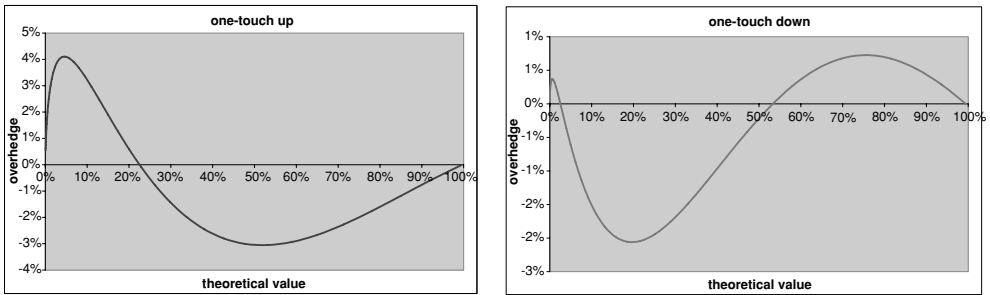 one-touch up
5%
4%
3%
2%
1%
0%
-1%
-2%
-3%
-4%
overhedge
0% 10% 20% 30% 40% 50% 60% 70% 80% 90% 100%
theoretical value
one-touch down
1%
1%
0%
-1%
-1%
-2%
-2%
-3%
overhedge
0% 10% 20% 30% 40% 50% 60% 70% 80% 90% 100%
theoretical value